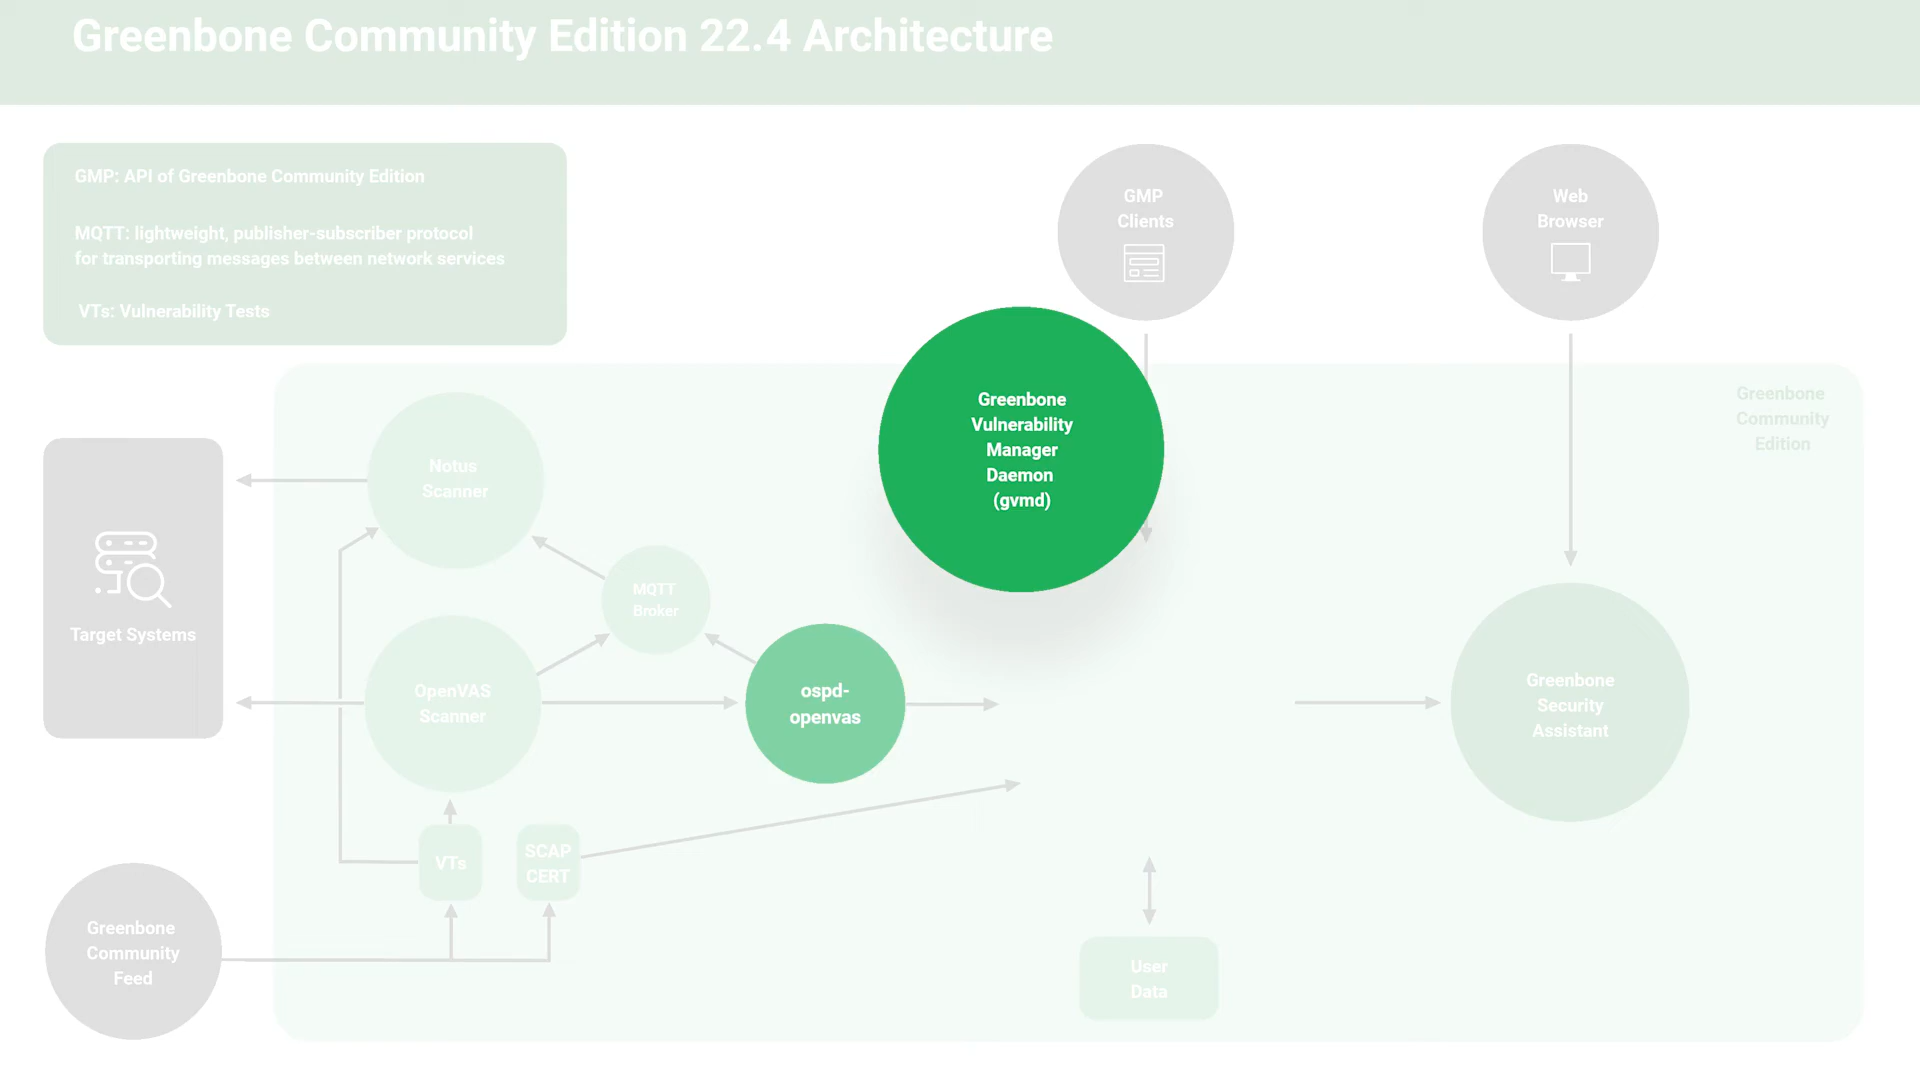 Greenbone Community Edition 22.4 Architecture
GMP: API of Greenbone Community Edition
MQTT: lightweight, publisher-subscriber protocol
for transporting messages between network services
VTs: Vulnerability Tests
GMP
Clients
Web
Browser
Greenbone
Vulnerability
Manager
Daemon
(gvmd)
Greenbone
Community
Edition
Notus
Scanner
Target Systems
MQTT
Broker
OpenVAS
Scanner
ospd-
openvas
Greenbone
Security
Assistant
VTs
SCAP
CERT
Greenbone
Community
Feed
User
Data